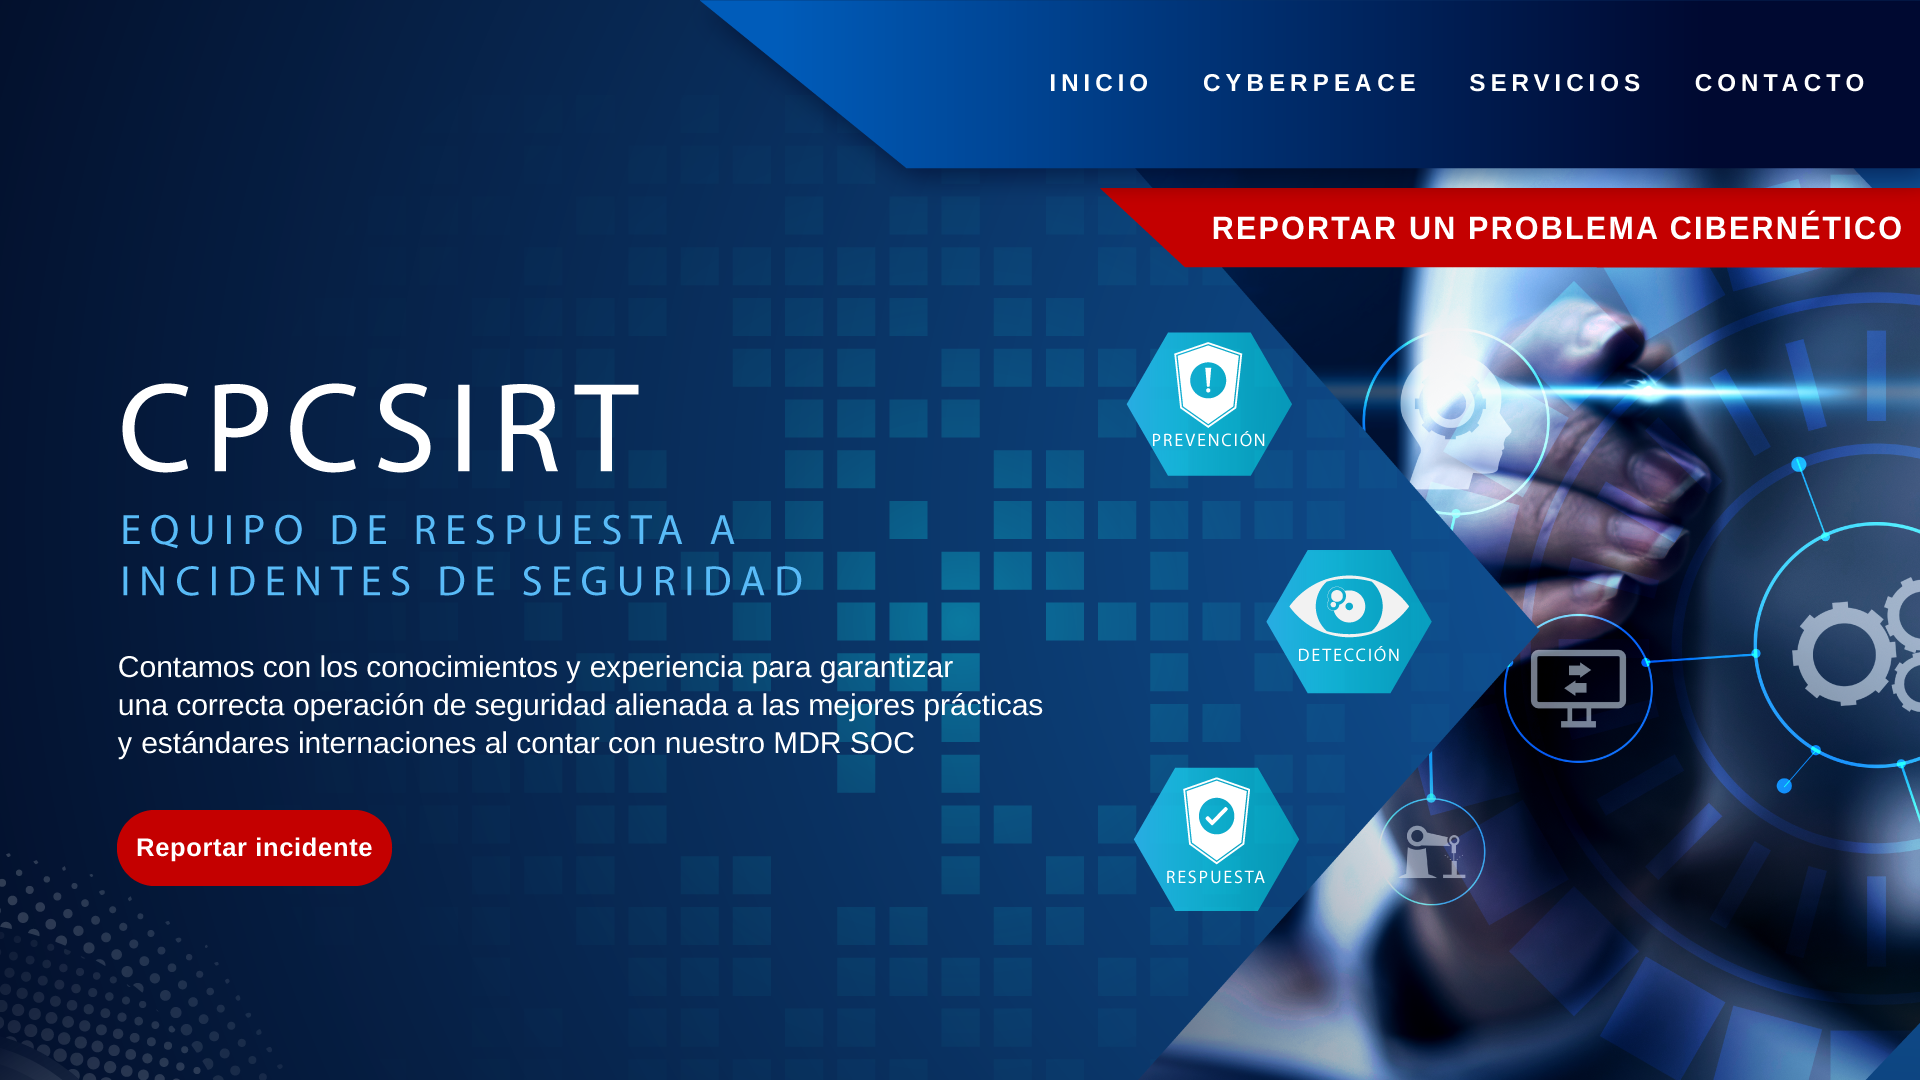 INICIO CYBERPEACE SERVICIOS CONTACTO
REPORTAR UN PROBLEMA CIBERNÉTICO
CPCSIRT
EQUIPO DE RESPUESTA A
INCIDENTES DE SEGURIDAD
Contamos con los conocimientos y experiencia para garantizar
una correcta operación de seguridad alienada a las mejores prácticas
y estándares internaciones al contar con nuestro MDR SOC
Reportar incidente
PREVENCIÓN
DETECCIÓN
RESPUESTA